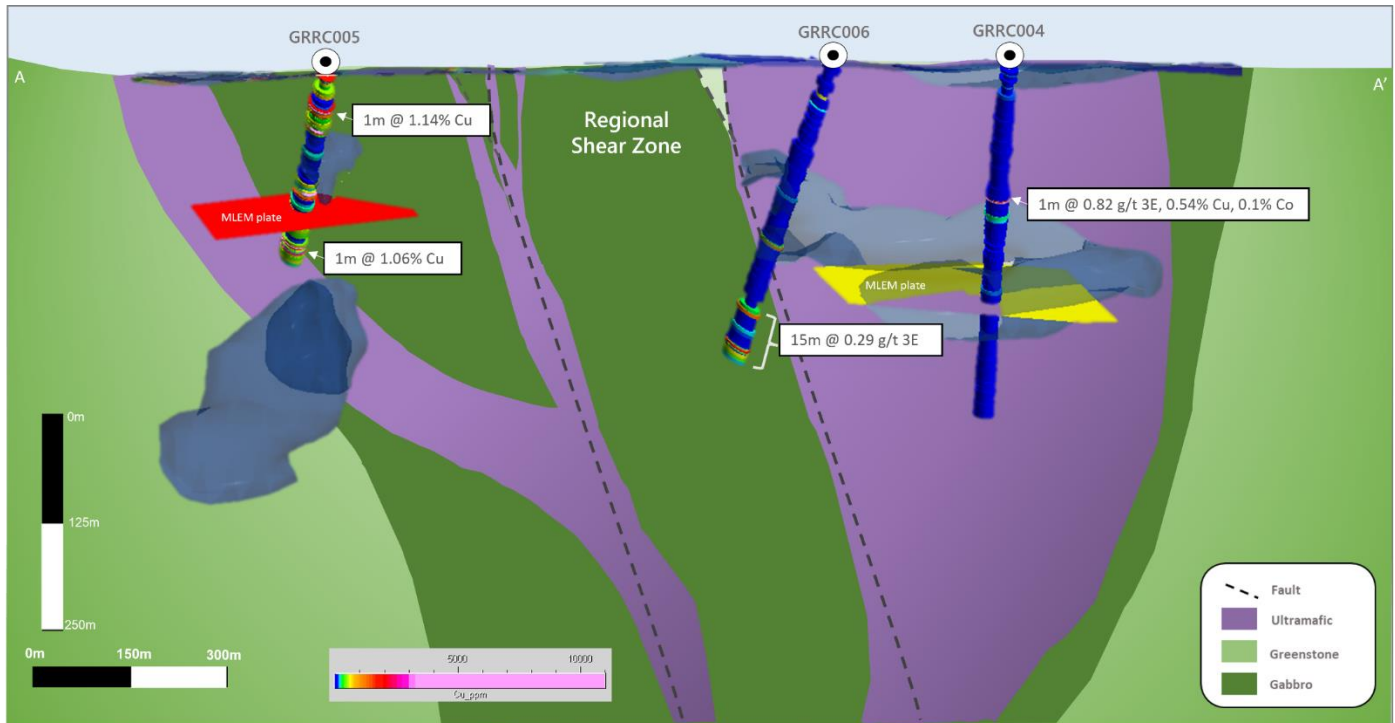 GRRC005
GRRC006
GRRC004
A
A'
1m @ 1.14% Cu
Regional
Shear Zone
MLEM plate
1m @ 0.82 g/t 3E, 0.54% Cu, 0.1% Co
1m @ 1.06% Cu
MLEM plate
15m @ 0.29 g/t 3E
0m
125m
250m
0m
150m
300m
5000
10000
Cu_ppm
Fault
Ultramafic
Greenstone
Gabbro